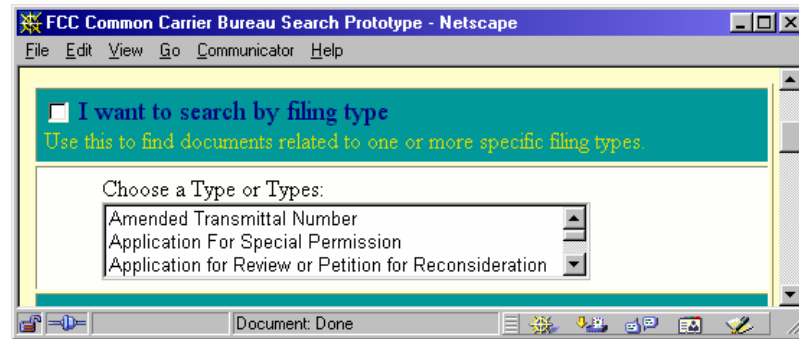 FCC Common Carrier Bureau Search Prototype - Netscape
File Edit View Go Communicator Help
I want to search by filing type
Use this to find documents related to one or more specific filing types.
Choose a Type or Types:
Amended Transmittal Number
Application For Special Permission
Application for Review or Petition for Reconsideration
Document: Done